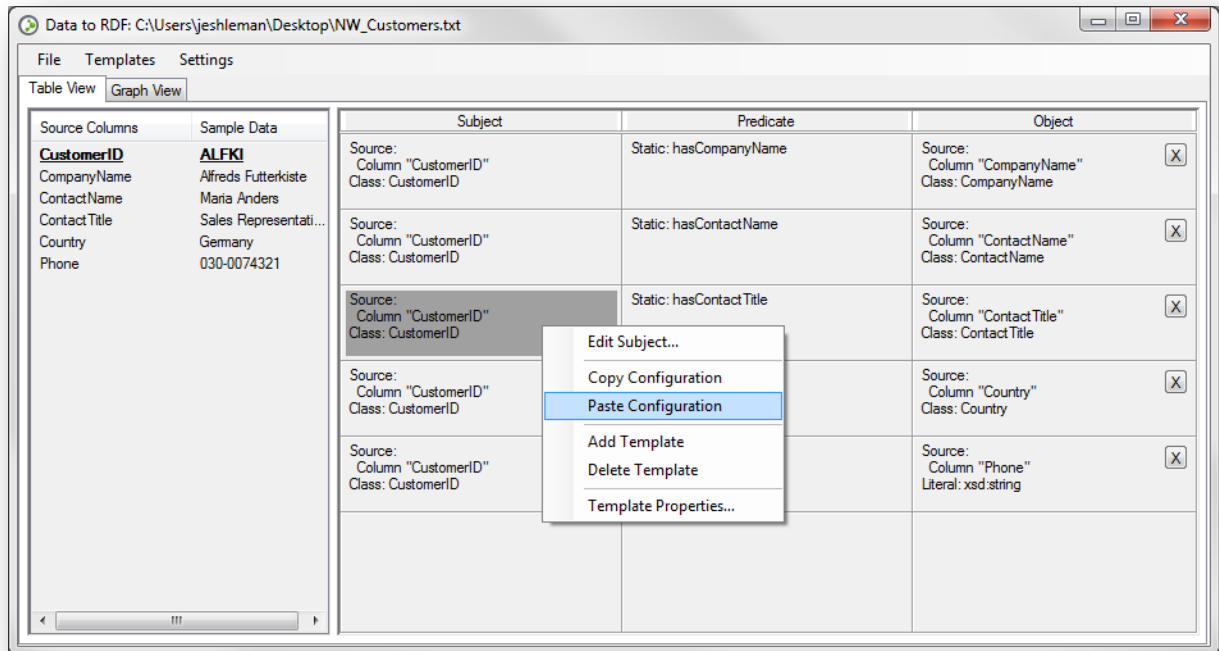 Data to RDF: C:\Users\jeshleman\Desktop\NW_Customers.txt
File Templates Settings
Table View Graph View
Source Columns Sample Data
CustomerID ALFKI
CompanyName Alfreds Futterkiste
ContactName Maria Anders
ContactTitle Sales Representati...
Country Germany
Phone 030-0074321
Subject Predicate Object
Source:
Column "CustomerID"
Class: CustomerID
Static: hasCompanyName
Source:
Column "CompanyName"
Class: CompanyName
X
Source:
Column "CustomerID"
Class: CustomerID
Static: hasContactName
Source:
Column "ContactName"
Class: ContactName
X
Source:
Column "CustomerID"
Class: CustomerID
Static: hasContactTitle
Source:
Column "ContactTitle"
Class: ContactTitle
X
Source:
Column "CustomerID"
Class: CustomerID
Source:
Column "Country"
Class: Country
X
Source:
Column "CustomerID"
Class: CustomerID
Source:
Column "Phone"
Literal: xsd:string
X
Edit Subject...
Copy Configuration
Paste Configuration
Add Template
Delete Template
Template Properties...